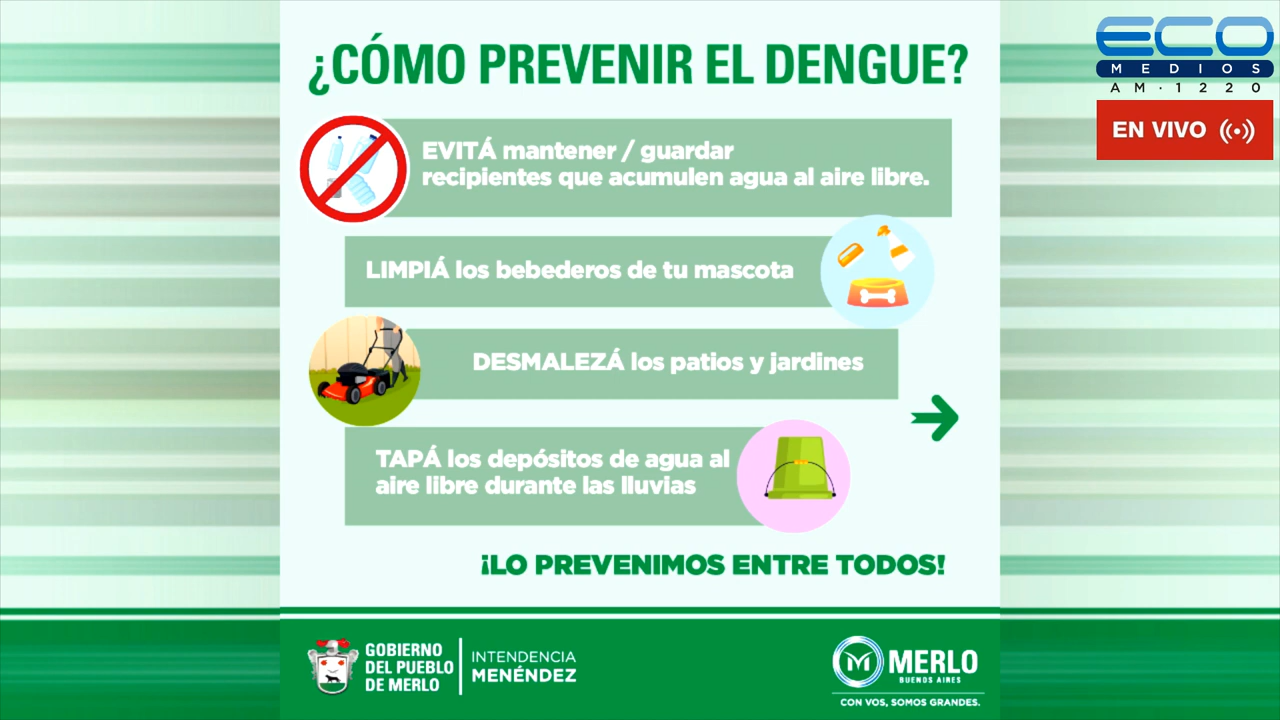 ¿CÓMO PREVENIR EL DENGUE?
ECO
MEDIOS
AM·1220
EN VIVO
EVITÁ mantener / guardar
recipientes que acumulen agua al aire libre.
LIMPIÁ los bebederos de tu mascota
DESMALEZÁ los patios y jardines
TAPÁ los depósitos de agua al
aire libre durante las lluvias
¡LO PREVENIMOS ENTRE TODOS!
GOBIERNO
DEL PUEBLO
DE MERLO
INTENDENCIA
MENÉNDEZ
MERLO
BUENOS AIRES
CON VOS, SOMOS GRANDES.